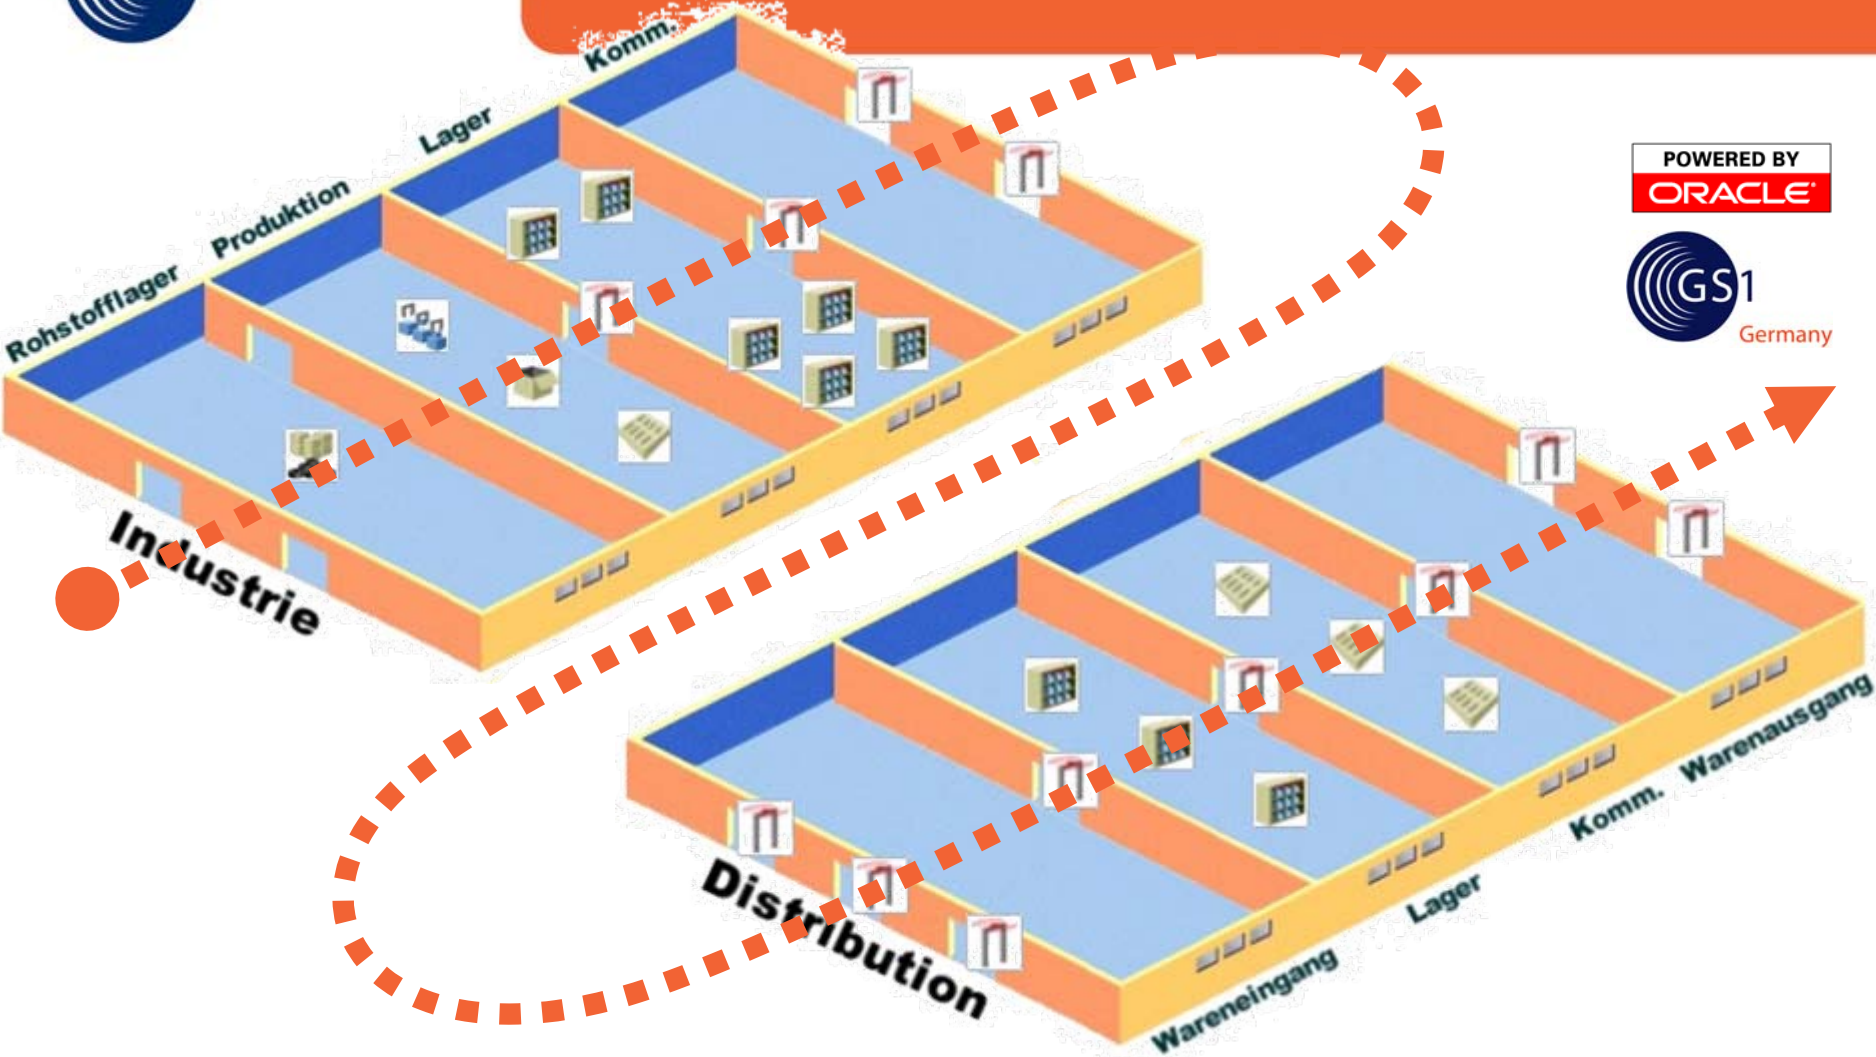 Komm.
Lager
Produktion
Rohstofflager
Industrie
POWERED BY
ORACLE®
GS1
Germany
Distribution
Wareneingang
Lager
Komm.
Warenausgang